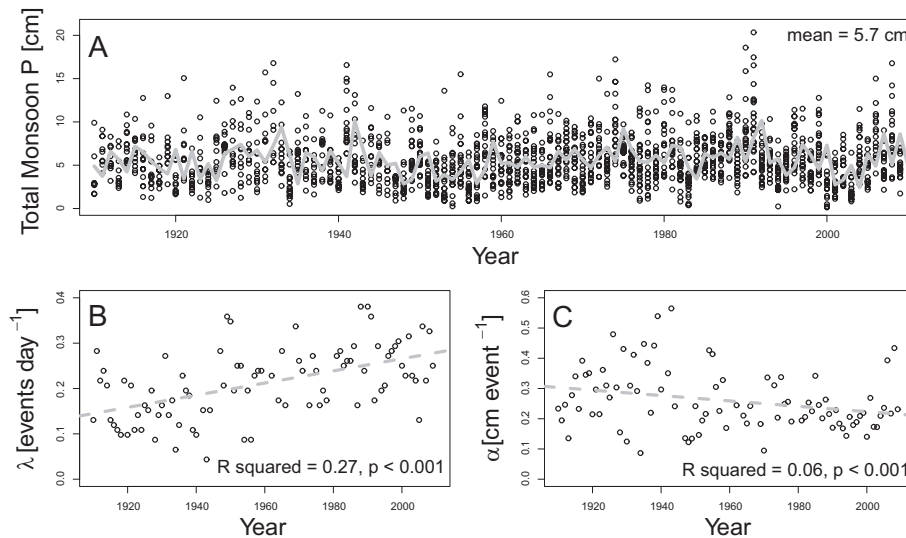 A
mean = 5.7 cm
Total Monsoon P [cm]
20
15
10
5
0
1920
1940
1960
1980
2000
Year
B
λ [events day⁻¹]
0.4
0.3
0.2
0.1
0.0
R squared = 0.27, p < 0.001
1920
1940
1960
1980
2000
Year
C
α[cm event⁻¹]
0.6
0.5
0.4
0.3
0.2
0.1
0.0
R squared = 0.06, p < 0.001
1920
1940
1960
1980
2000
Year